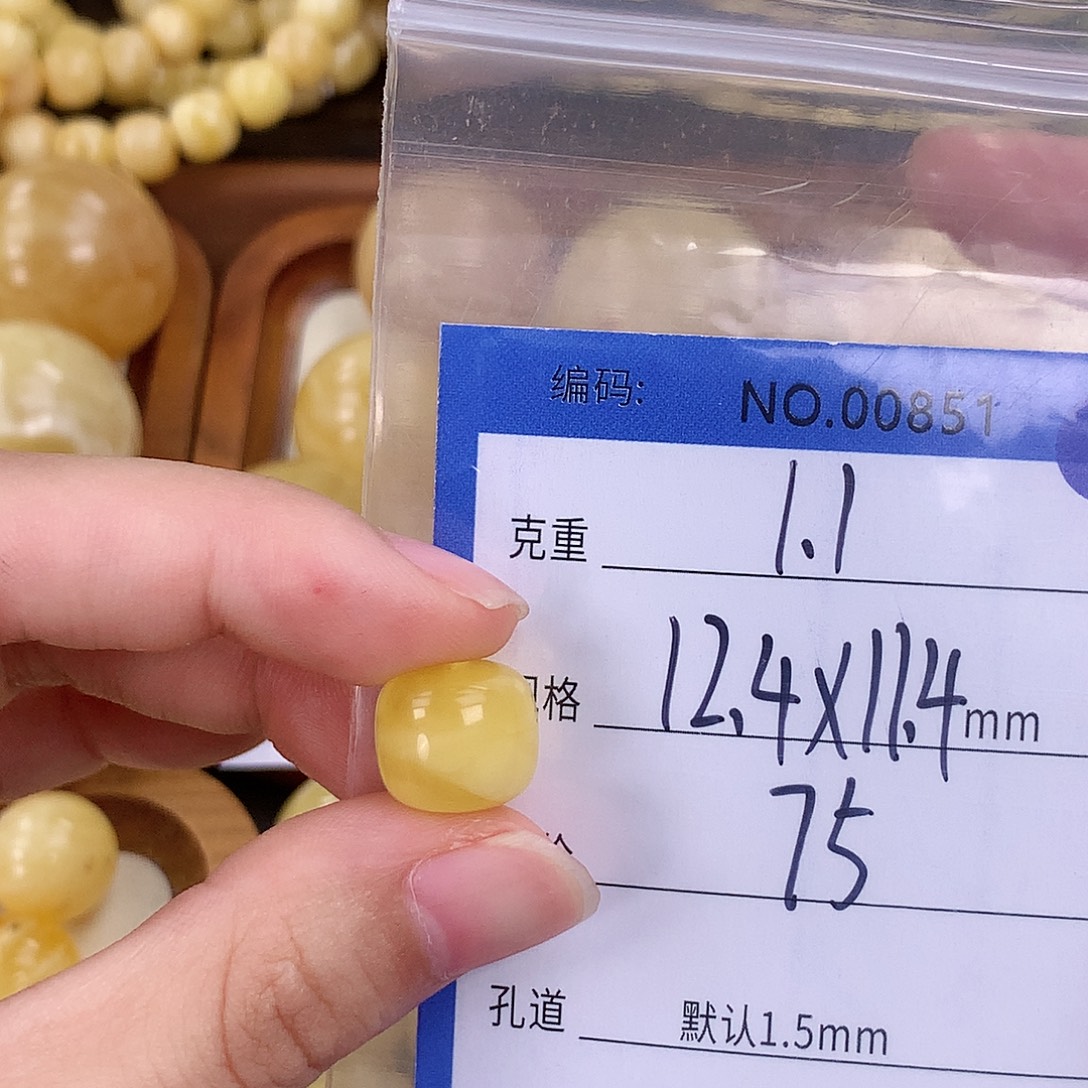 编码: NO.00851
克重 1.1
格 12.4X11.4mm
75
孔道 默认1.5mm